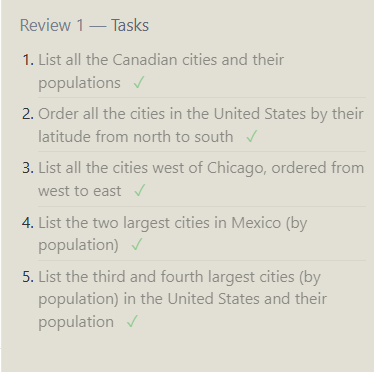 Review 1 — Tasks
1. List all the Canadian cities and their
populations ✓
2. Order all the cities in the United States by their
latitude from north to south ✓
3. List all the cities west of Chicago, ordered from
west to east ✓
4. List the two largest cities in Mexico (by
population) ✓
5. List the third and fourth largest cities (by
population) in the United States and their
population ✓